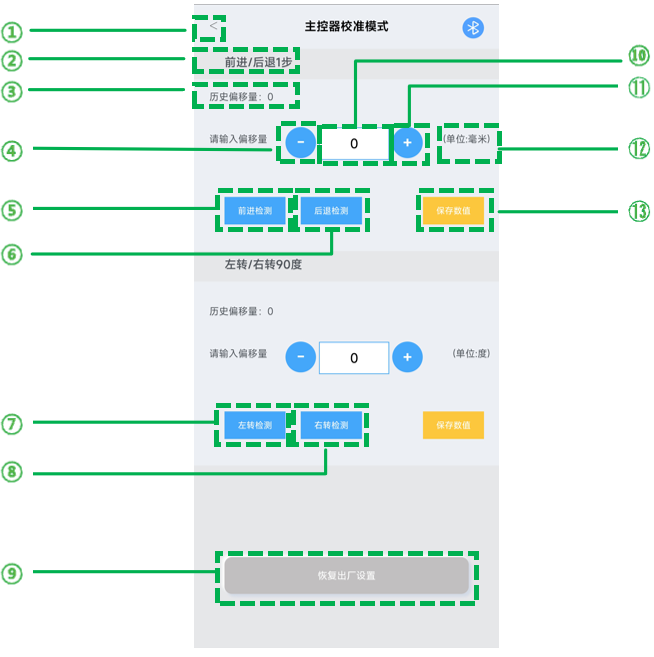 ① < 主控器校准模式
② 前进/后退1步 ⑩
③ 历史偏移量：0 ⑪
④ 请输入偏移量 - 0 + (单位:毫米) ⑫
⑤ 前进检测 后退检测 保存数值 ⑬
⑥
左转/右转90度
历史偏移量：0
请输入偏移量 - 0 + (单位:度)
⑦ 左转检测 右转检测 保存数值
⑧
⑨ 恢复出厂设置